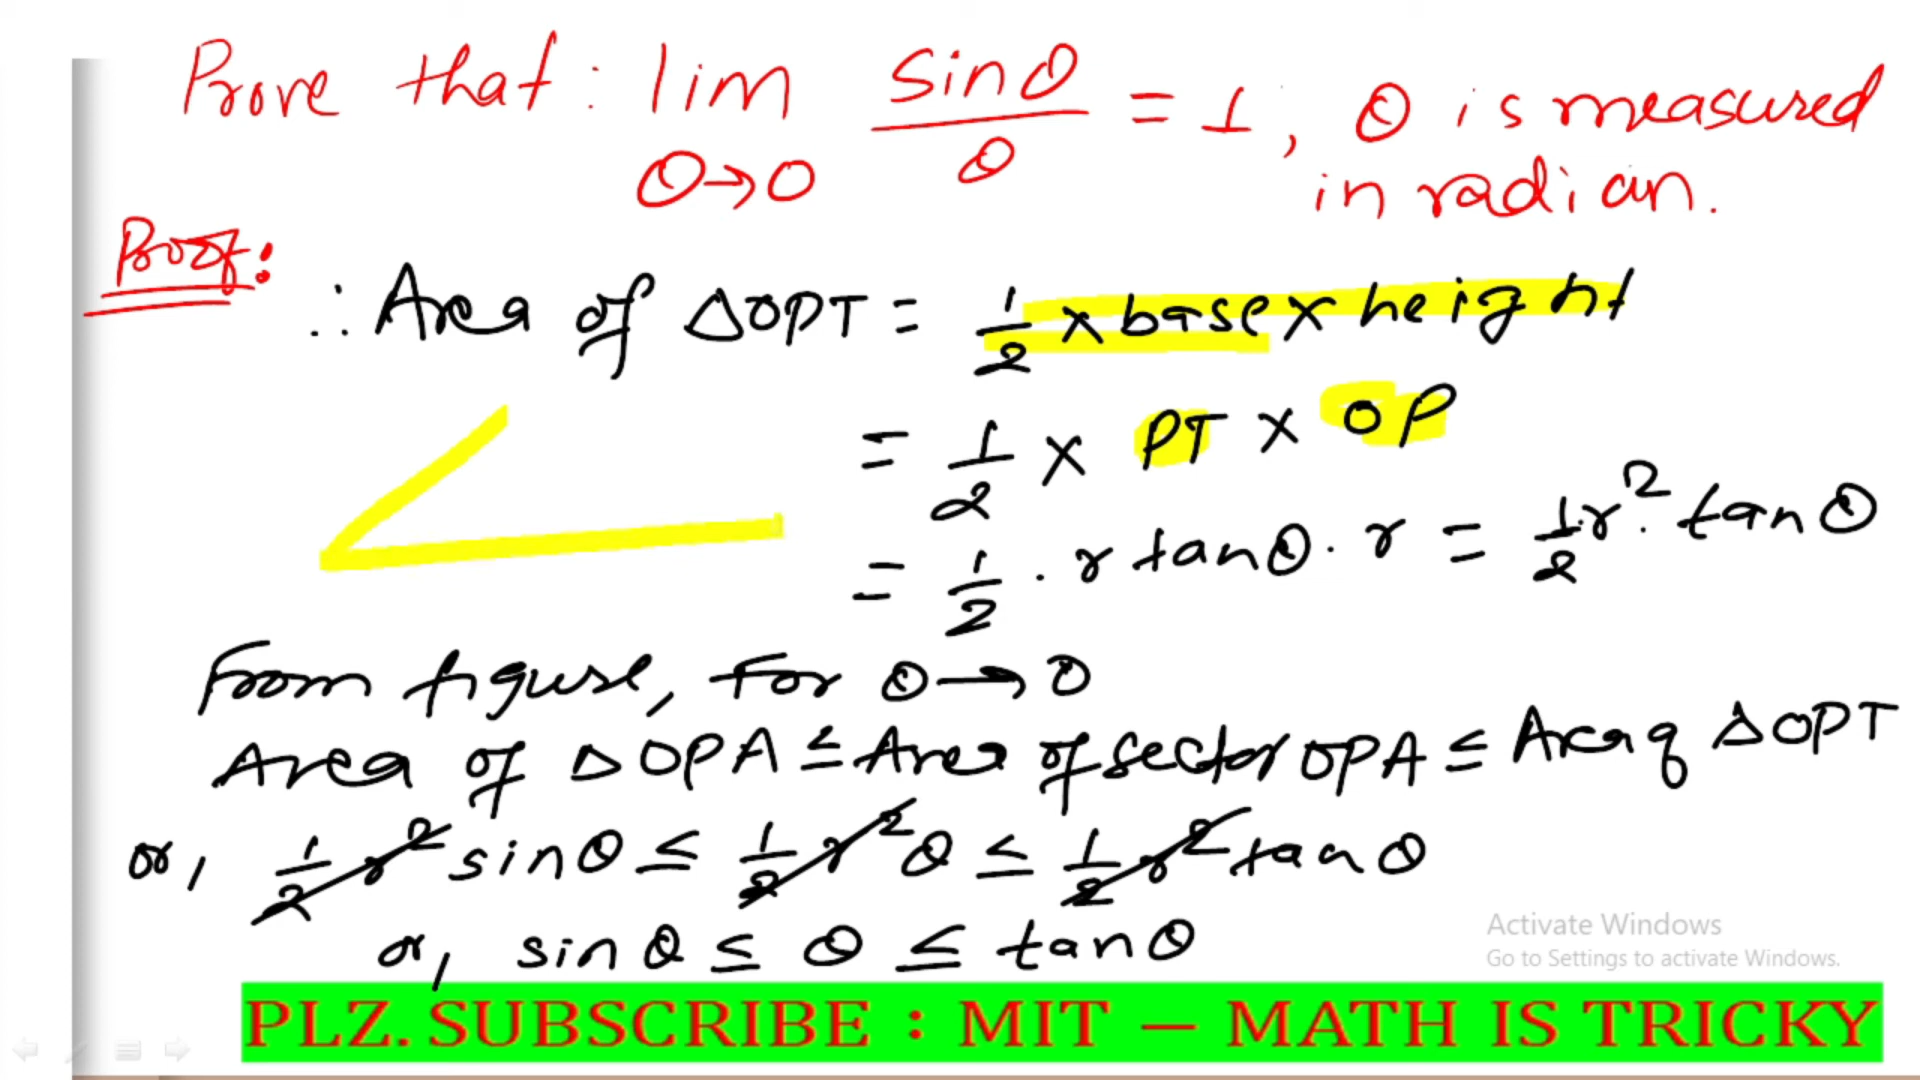 Prove that : lim sinθ/θ = 1, θ is measured
θ→0 in radian.
Proof:
∴ Area of ΔOPT = 1/2 × base × height
= 1/2 × PT × OP
= 1/2 · r tanθ · r = 1/2 r² · tanθ
From figure, For θ → 0
Area of Δ OPA ≤ Area of sector OPA ≤ Area of Δ OPT
or, 1/2 r² sinθ ≤ 1/2 r² θ ≤ 1/2 r² tanθ
or, sinθ ≤ θ ≤ tanθ
Activate Windows
Go to Settings to activate Windows.
PLZ. SUBSCRIBE : MIT – MATH IS TRICKY